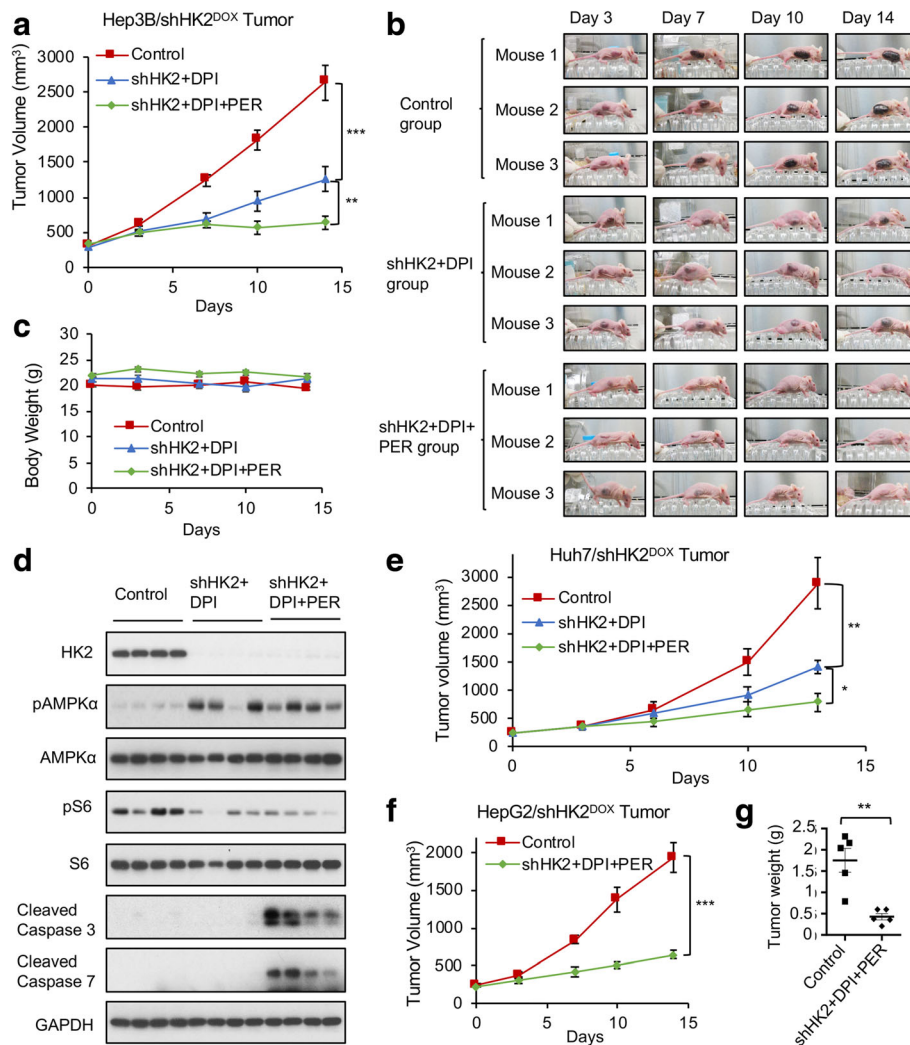 a
Hep3B/shHK2DOX Tumor
Tumor Volume (mm3)
3000
2500
2000
1500
1000
500
0
Control
shHK2+DPI
shHK2+DPI+PER
***
**
0 5 10 15
Days
b
Day 3 Day 7 Day 10 Day 14
Control
group
Mouse 1
Mouse 2
Mouse 3
shHK2+DPI
group
Mouse 1
Mouse 2
Mouse 3
shHK2+DPI+
PER group
Mouse 1
Mouse 2
Mouse 3
c
Body Weight (g)
30
25
20
15
10
5
0
Control
shHK2+DPI
shHK2+DPI+PER
0 5 10 15
Days
d
Control
shHK2+
DPI
shHK2+
DPI+PER
HK2
pAMPKα
AMPKα
pS6
S6
Cleaved
Caspase 3
Cleaved
Caspase 7
GAPDH
e
Huh7/shHK2DOX Tumor
Tumor volume (mm3)
3000
2500
2000
1500
1000
500
0
Control
shHK2+DPI
shHK2+DPI+PER
**
*
0 5 10 15
Days
f
HepG2/shHK2DOX Tumor
Tumor Volume (mm3)
2000
1500
1000
500
0
Control
shHK2+DPI+PER
***
0 5 10 15
Days
g
**
Tumor weight (g)
2.5
2
1.5
0.5
Control
shHK2+DPI+PER